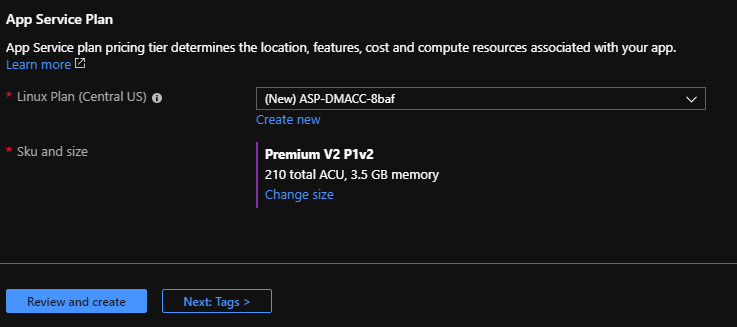 App Service Plan
App Service plan pricing tier determines the location, features, cost and compute resources associated with your app.
Learn more
* Linux Plan (Central US)
(New) ASP-DMACC-8baf
Create new
* Sku and size
Premium V2 P1v2
210 total ACU, 3.5 GB memory
Change size
Review and create
Next: Tags >